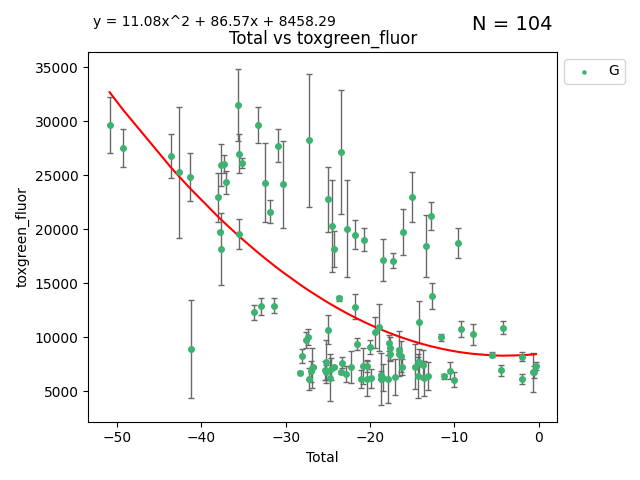 y = 11.08x^2 + 86.57x + 8458.29
N = 104
Total vs toxgreen_fluor
G
35000
30000
25000
20000
15000
10000
5000
toxgreen_fluor
−50
−40
−30
−20
−10
0
Total